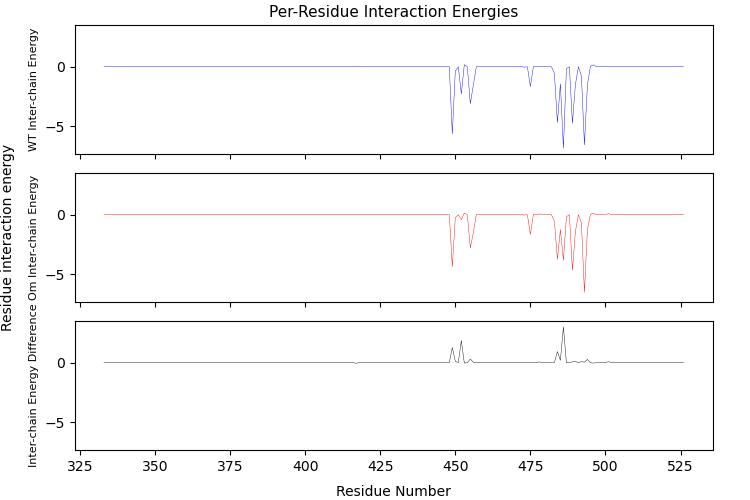 Per-Residue Interaction Energies
Residue interaction energy
WT Inter-chain Energy
0
−5
Om Inter-chain Energy
0
−5
Inter-chain Energy Difference
0
−5
325 350 375 400 425 450 475 500 525
Residue Number